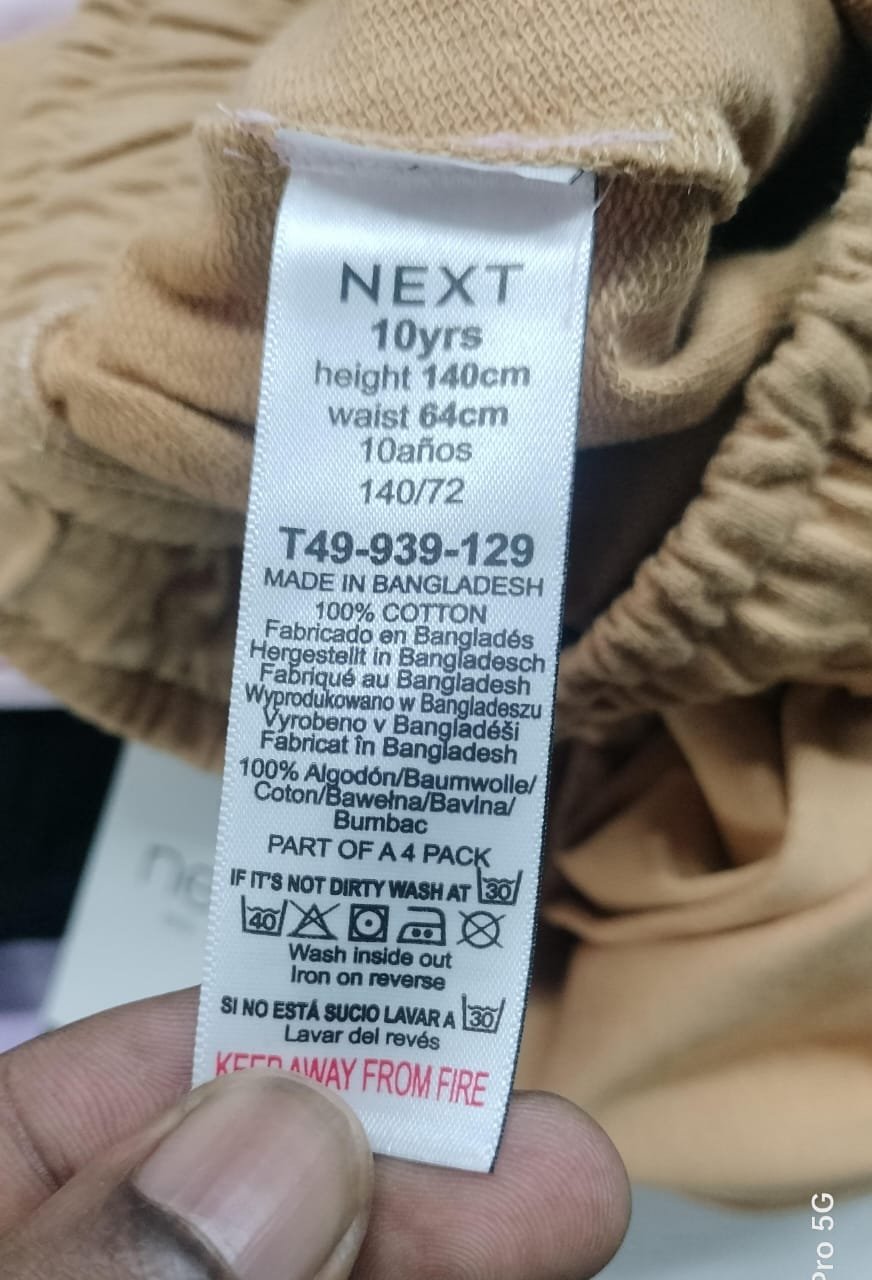 NEXT
10yrs
height 140cm
waist 64cm
10años
140/72
T49-939-129
MADE IN BANGLADESH
100% COTTON
Fabricado en Bangladés
Hergestellt in Bangladesch
Fabriqué au Bangladesh
Wyprodukowano w Bangladeszu
Vyrobeno v Bangladéši
Fabricat în Bangladesh
100% Algodón/Baumwolle/
Coton/Bawełna/Bavlna/
Bumbac
PART OF A 4 PACK
IF IT'S NOT DIRTY WASH AT 30
40
Wash inside out
Iron on reverse
SI NO ESTÁ SUCIO LAVAR A 30
Lavar del revés
KEEP AWAY FROM FIRE
Pro 5G